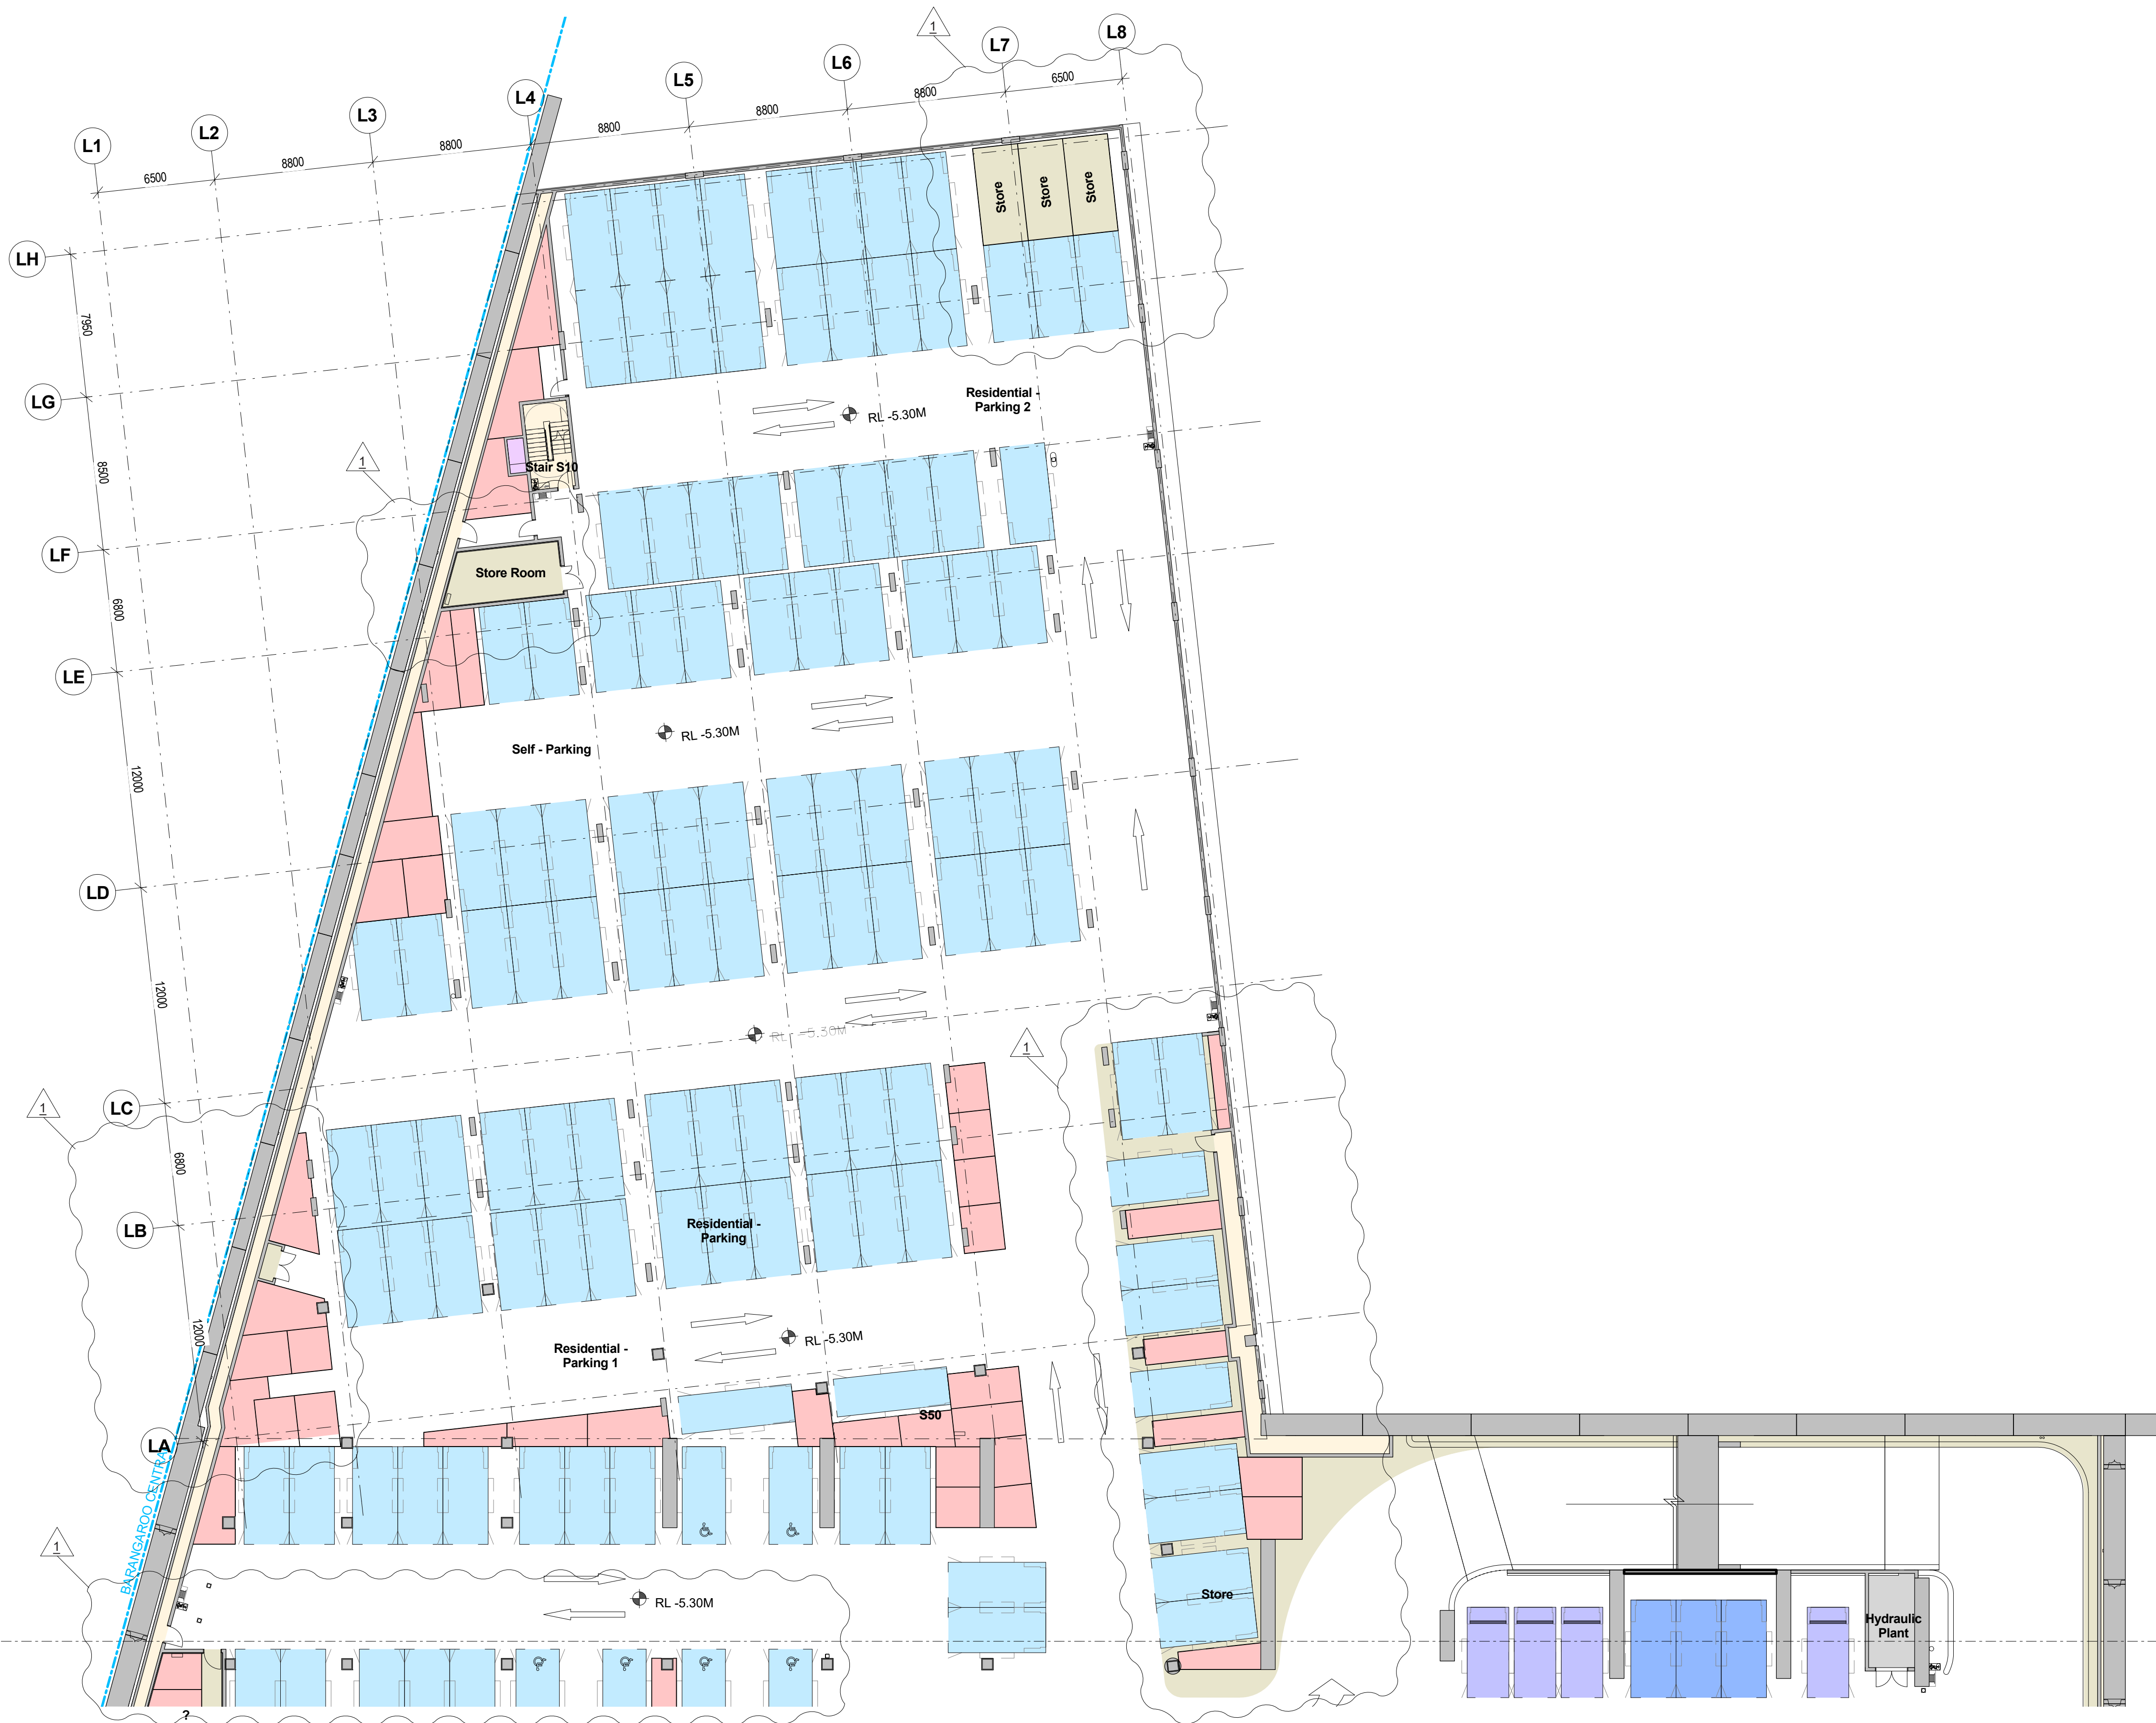 1
L8
L7
L6
L5
L4
L3
L2
L1
6500
8800
8800
8800
8800
8800
6500
Store
Store
Store
LH
7950
LG
Residential -
Parking 2
RL -5.30M
1
8500
Stair S10
LF
Store Room
6800
LE
RL -5.30M
Self - Parking
12000
LD
12000
RL -5.30M
1
1
LC
6800
LB
Residential -
Parking
12000
RL -5.30M
Residential -
Parking 1
S50
LA
BARANGAROO CENTRAL
1
RL -5.30M
Store
Hydraulic
Plant
?